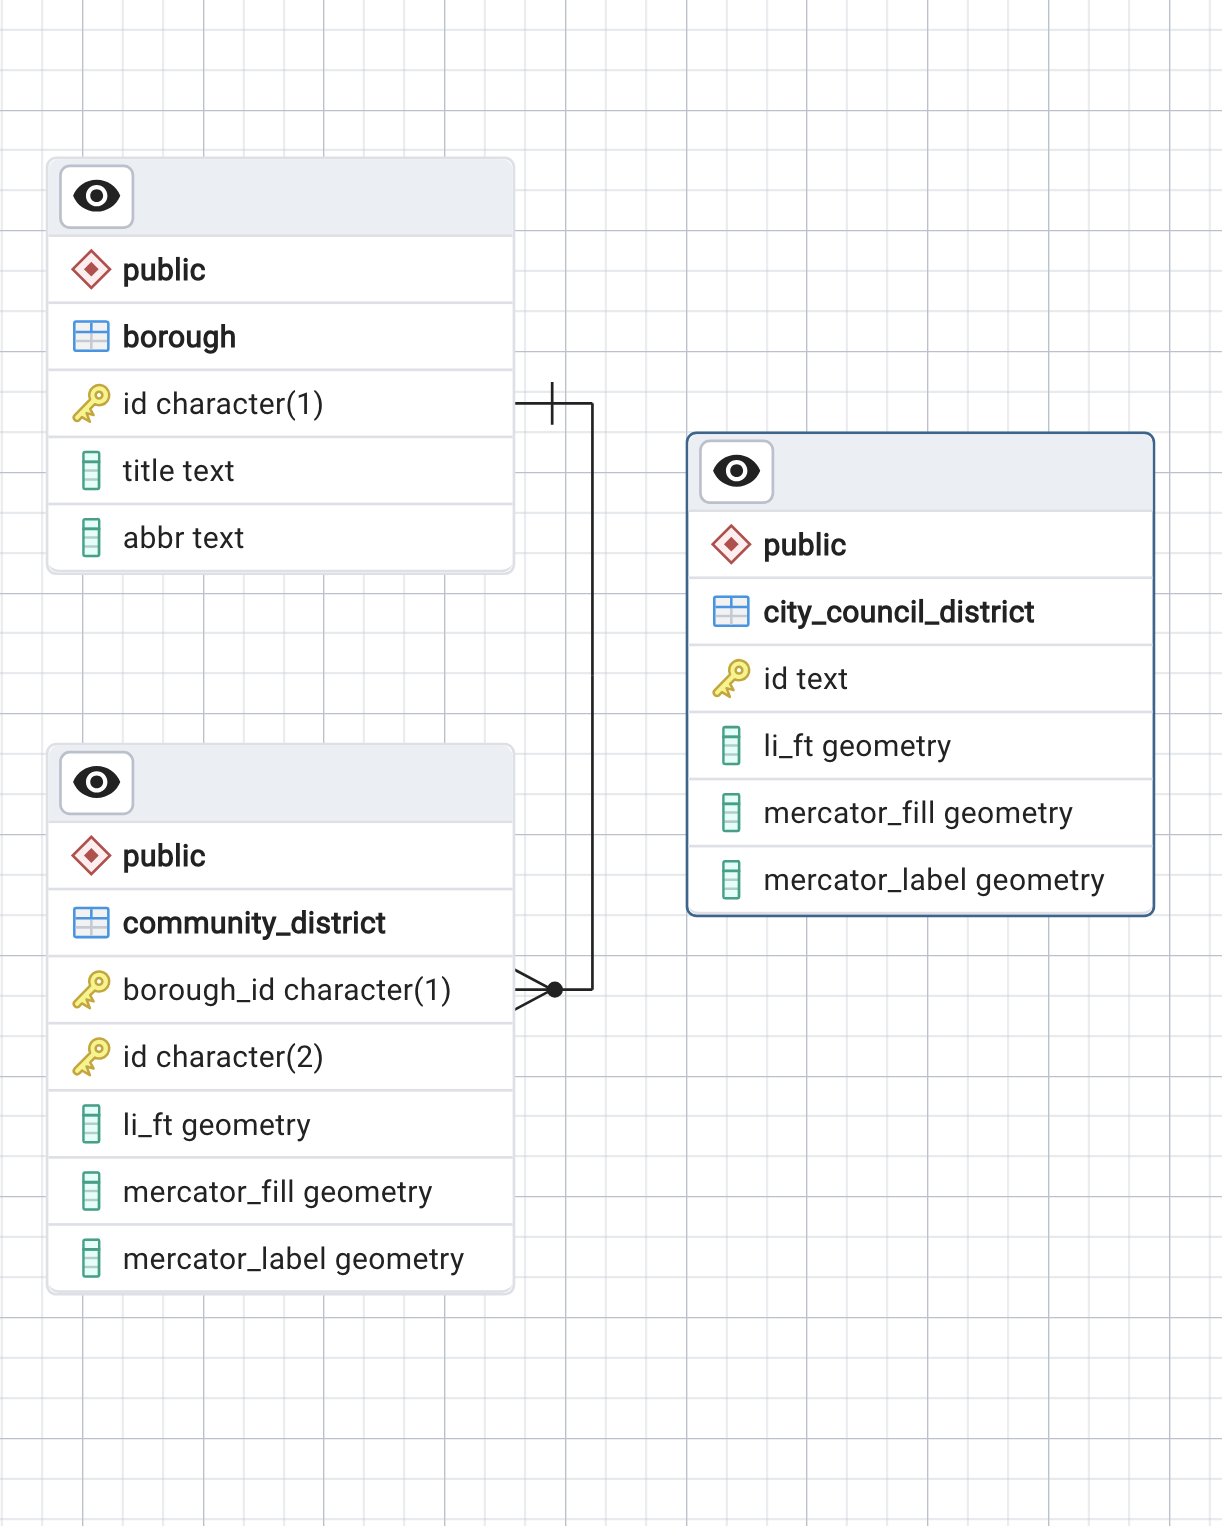 public
borough
id character(1)
title text
abbr text
public
city_council_district
id text
li_ft geometry
mercator_fill geometry
mercator_label geometry
public
community_district
borough_id character(1)
id character(2)
li_ft geometry
mercator_fill geometry
mercator_label geometry